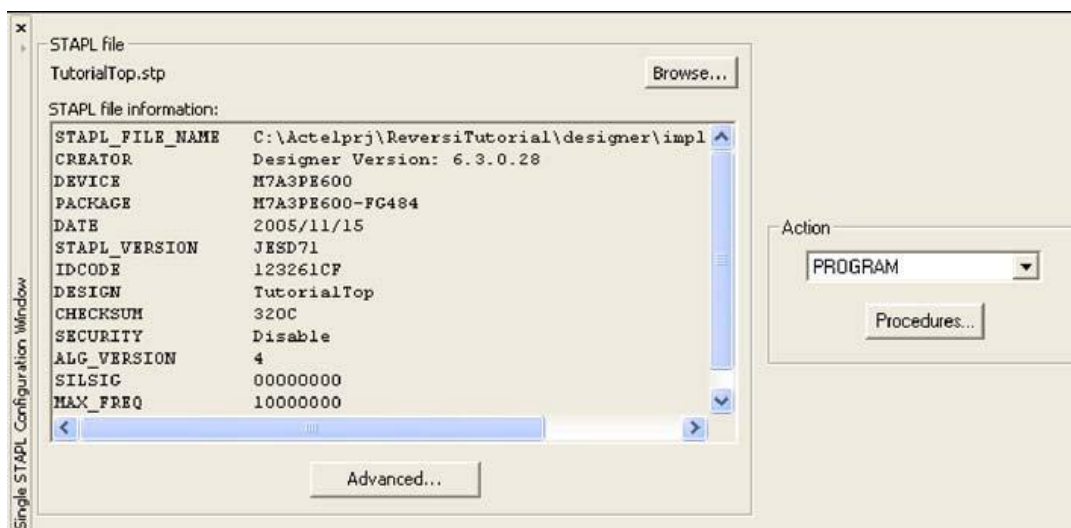 STAPL file
TutorialTop.stp
Browse...
STAPL file information:
STAPL_FILE_NAME C:\Actelprj\ReversiTutorial\designer\impl
CREATOR Designer Version: 6.3.0.28
DEVICE M7A3PE600
PACKAGE M7A3PE600-FG484
DATE 2005/11/15
STAPL_VERSION JESD71
IDCODE 123261CF
DESIGN TutorialTop
CHECKSUM 320C
SECURITY Disable
ALG_VERSION 4
SILSIG 00000000
MAX_FREQ 10000000
Advanced...
Action
PROGRAM
Procedures...
Single STAPL Configuration Window